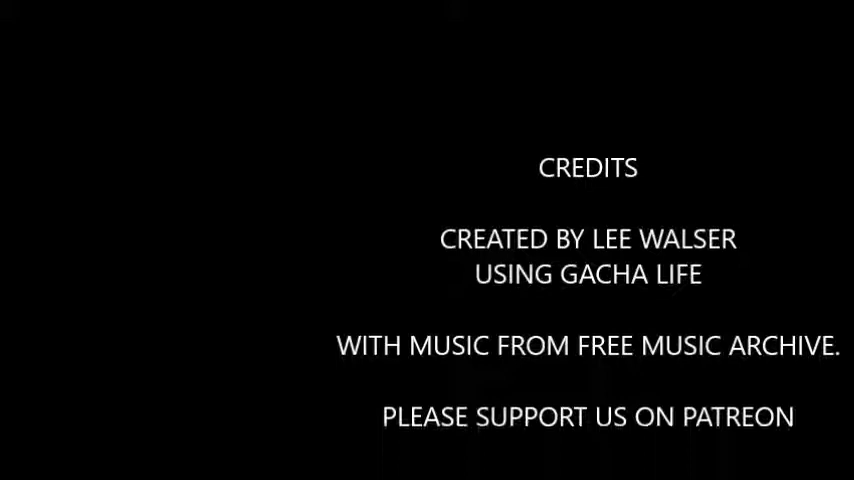 CREDITS
CREATED BY LEE WALSER
USING GACHA LIFE
WITH MUSIC FROM FREE MUSIC ARCHIVE.
PLEASE SUPPORT US ON PATREON